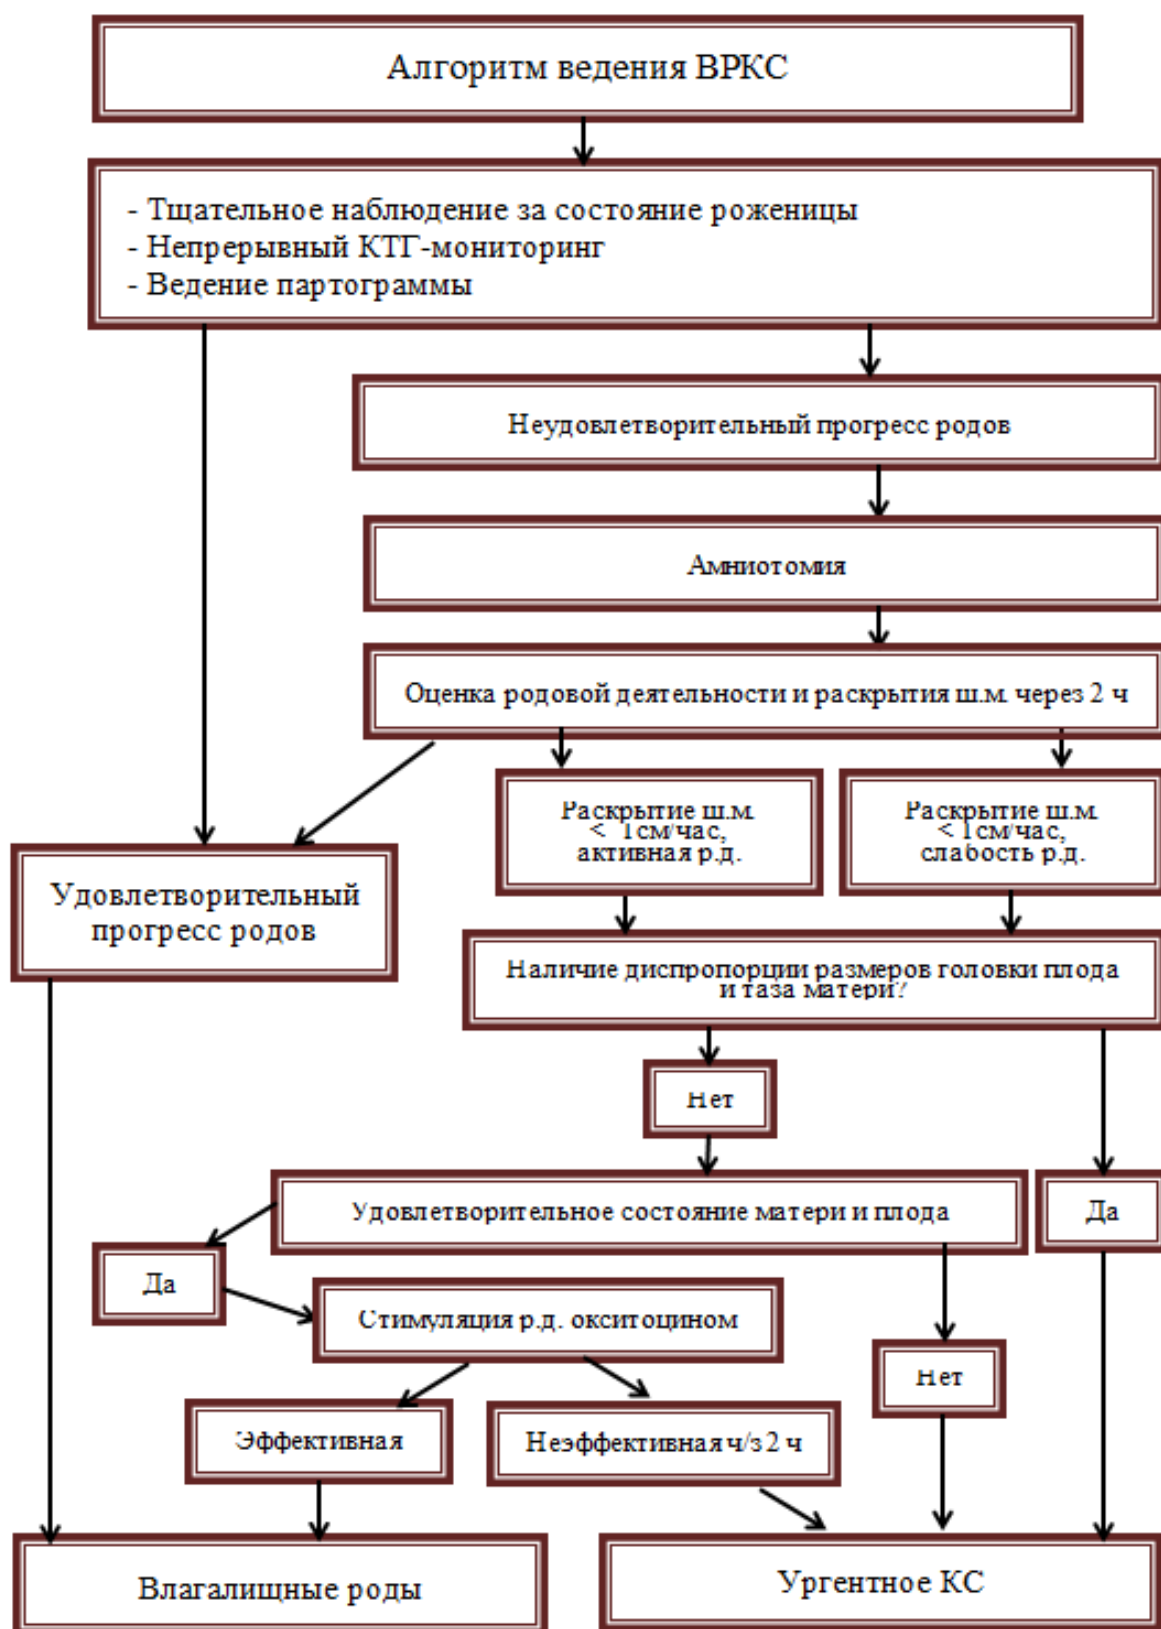 Алгоритм ведения ВРКС
- Тщательное наблюдение за состояние роженицы
- Непрерывный КТГ-мониторинг
- Ведение партограммы
Неудовлетворительный прогресс родов
Амниотомия
Оценка родовой деятельности и раскрытия ш.м. через 2 ч
Раскрытие ш.м.
< 1см/час,
активная р.д.
Раскрытие ш.м.
< 1см/час,
слабость р.д.
Удовлетворительный
прогресс родов
Наличие диспропорции размеров головки плода
и таза матери?
Нет
Удовлетворительное состояние матери и плода
Да
Да
Стимуляция р.д. окситоцином
Нет
Эффективная
Неэффективная ч/з 2 ч
Влагалищные роды
Ургентное КС